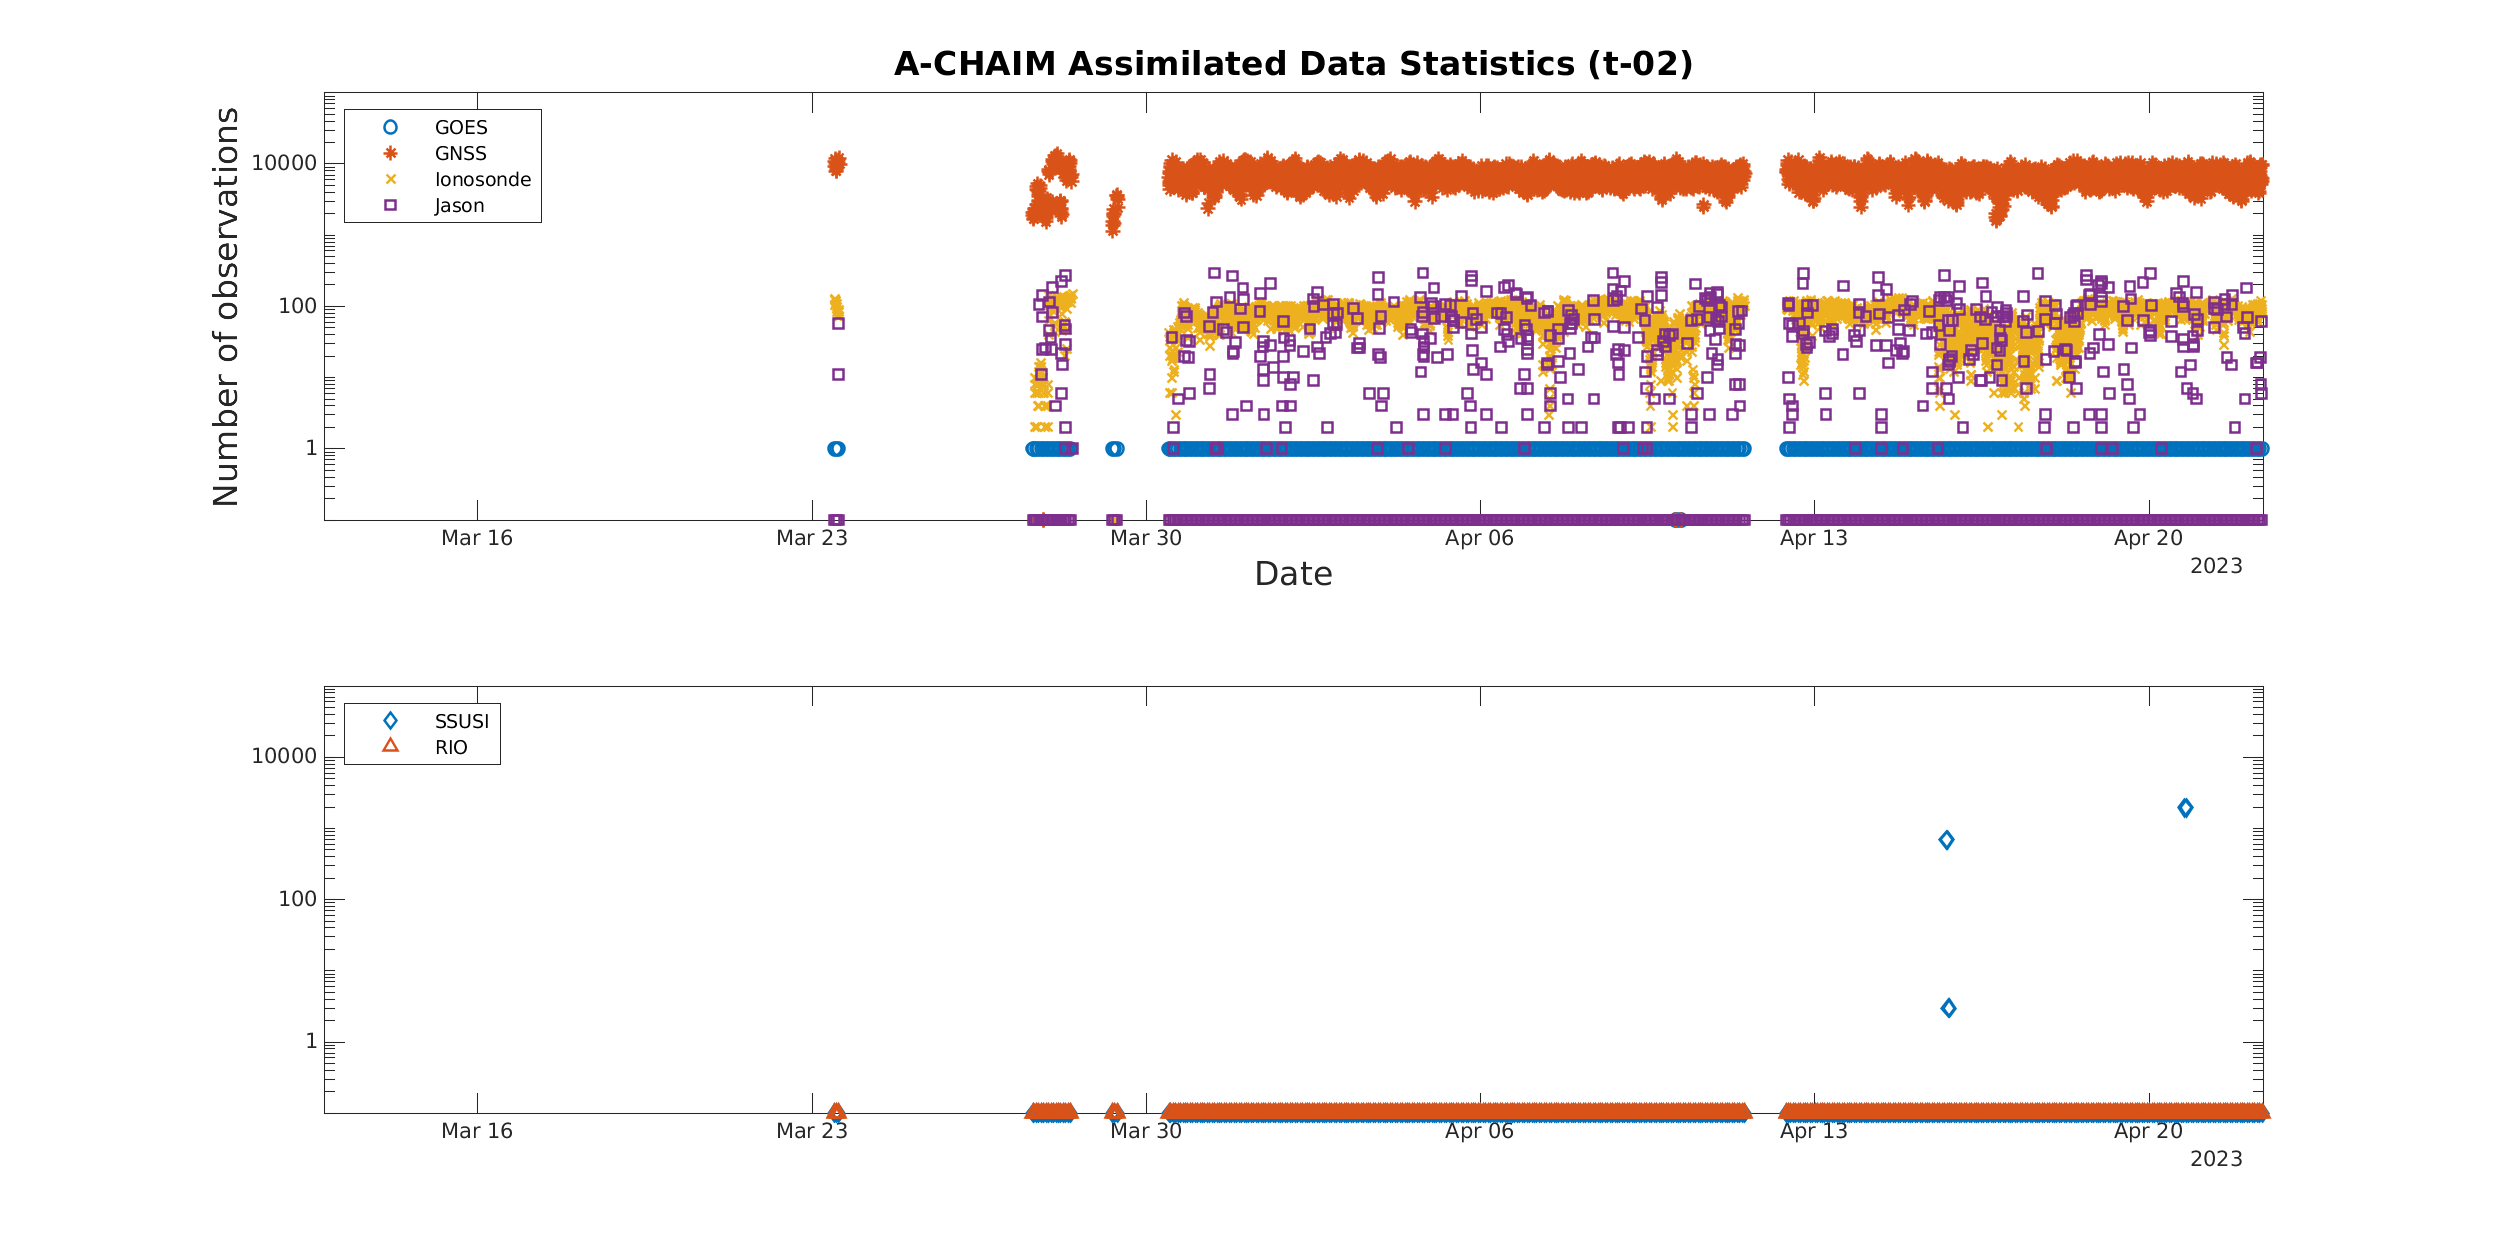 A-CHAIM Assimilated Data Statistics (t-02)
Number of observations
10000
100
1
GOES
GNSS
Ionosonde
Jason
Mar 16 Mar 23 Mar 30 Apr 06 Apr 13 Apr 20
2023
Date
10000
100
1
SSUSI
RIO
Mar 16 Mar 23 Mar 30 Apr 06 Apr 13 Apr 20
2023